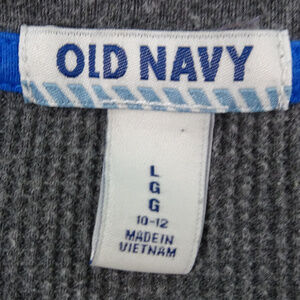 OLD NAVY
L
G
G
10-12
MADE IN
VIETNAM